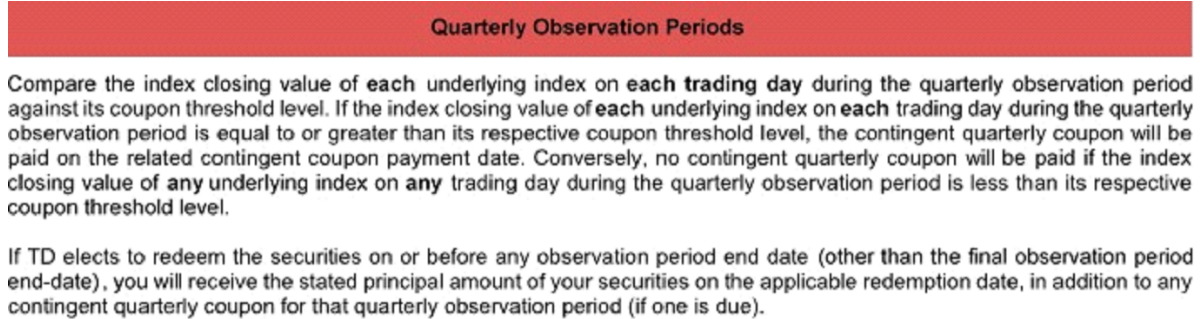 Quarterly Observation Periods
Compare the index closing value of each underlying index on each trading day during the quarterly observation period
against its coupon threshold level. If the index closing value of each underlying index on each trading day during the quarterly
observation period is equal to or greater than its respective coupon threshold level, the contingent quarterly coupon will be
paid on the related contingent coupon payment date. Conversely, no contingent quarterly coupon will be paid if the index
closing value of any underlying index on any trading day during the quarterly observation period is less than its respective
coupon threshold level.
If TD elects to redeem the securities on or before any observation period end date (other than the final observation period
end-date), you will receive the stated principal amount of your securities on the applicable redemption date, in addition to any
contingent quarterly coupon for that quarterly observation period (if one is due).